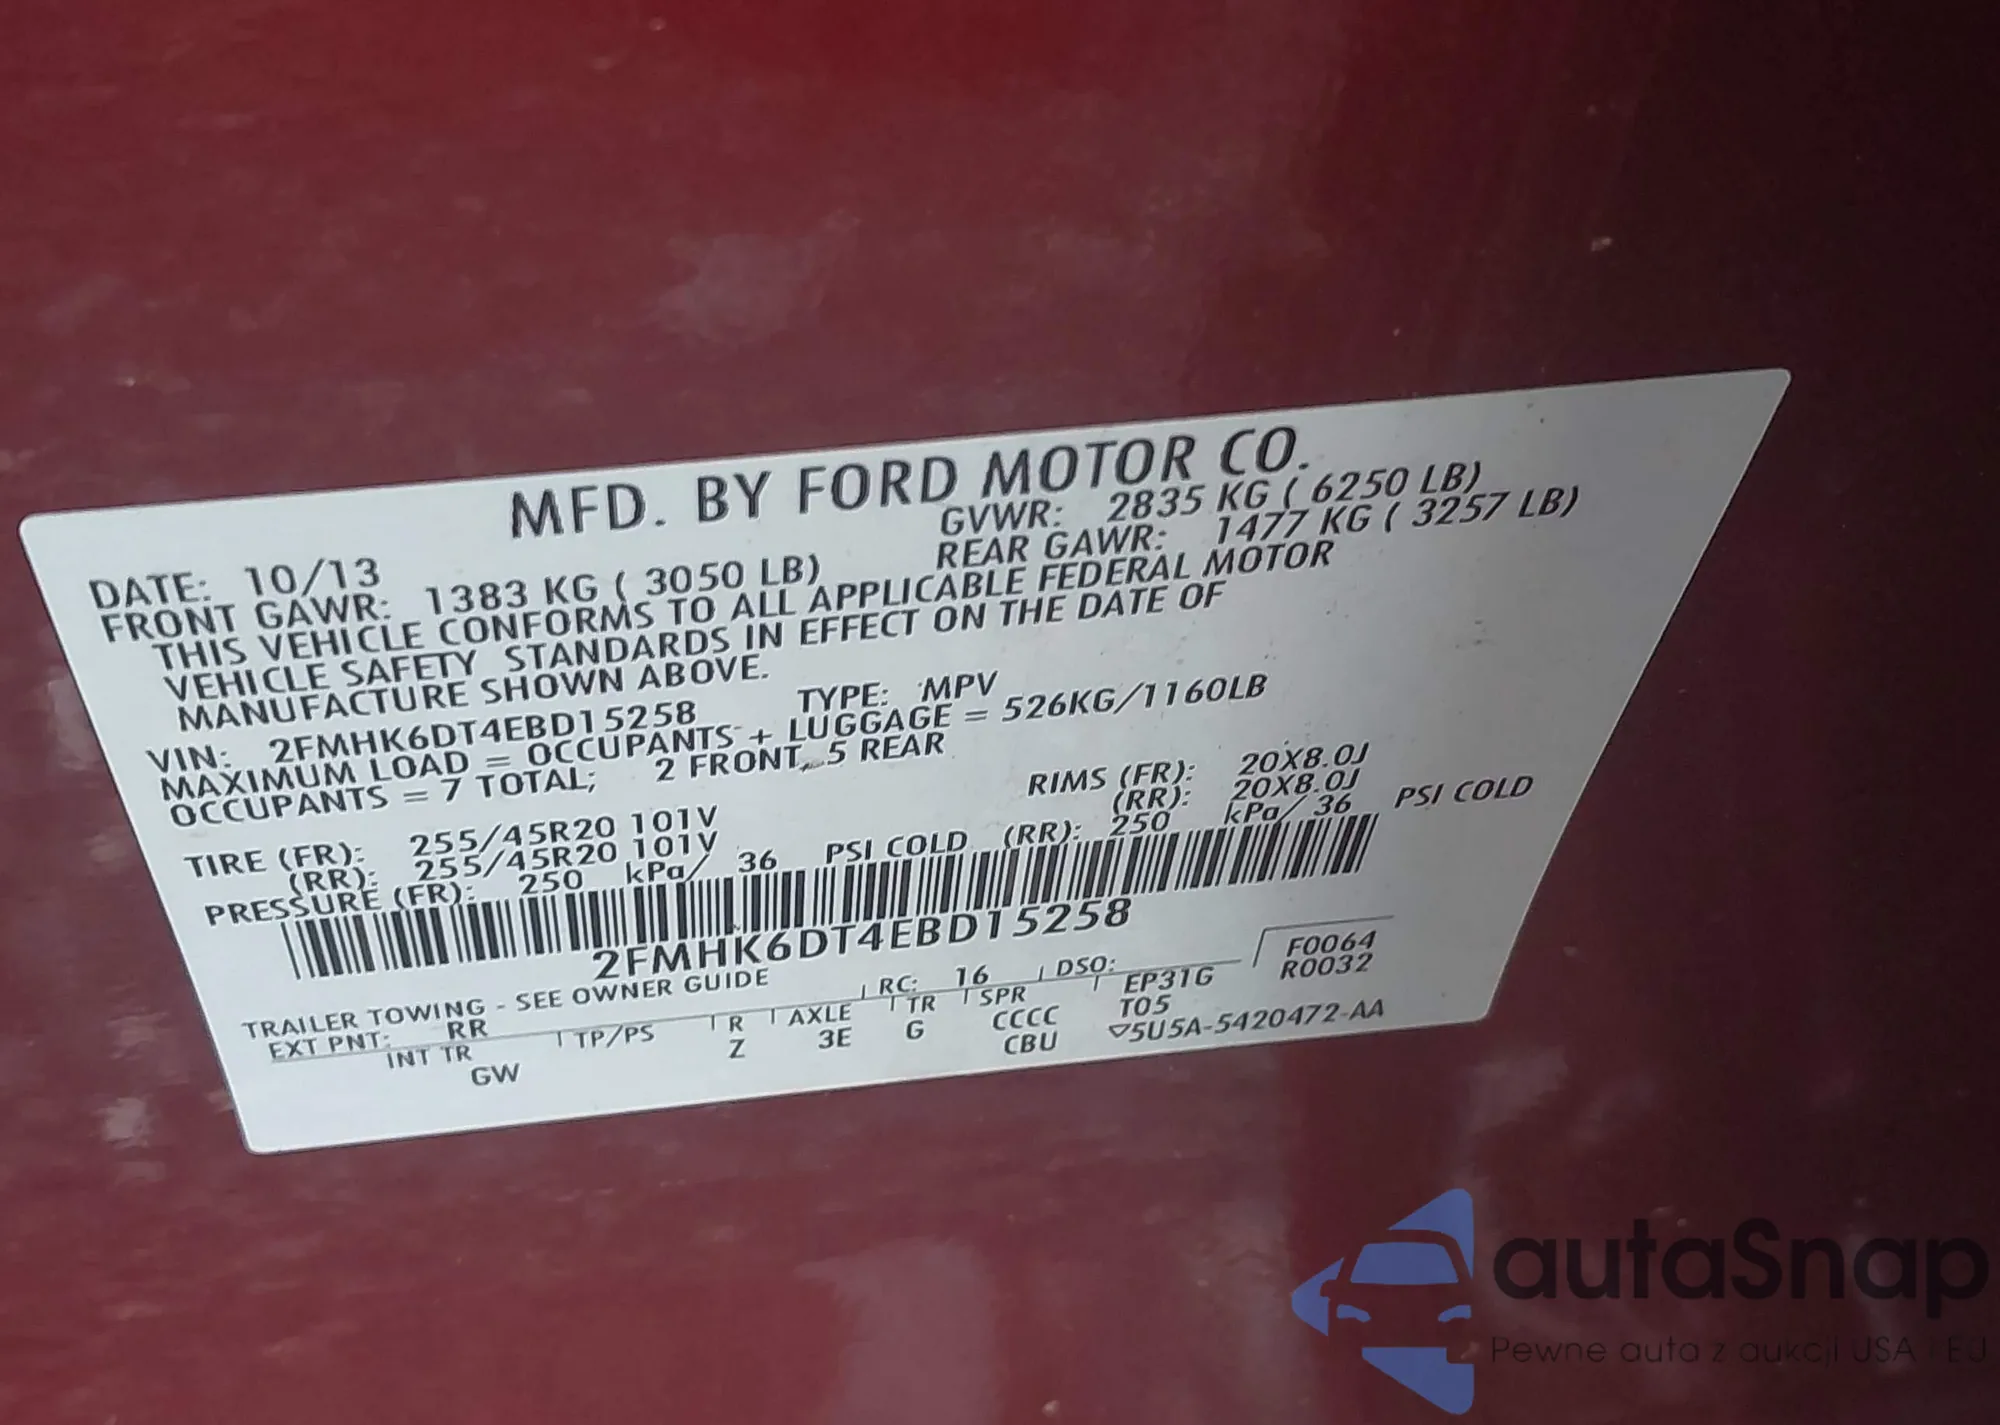 MFD. BY FORD MOTOR CO.
DATE: 10/13 GVWR: 2835 KG ( 6250 LB)
FRONT GAWR: 1383 KG ( 3050 LB) REAR GAWR: 1477 KG ( 3257 LB)
THIS VEHICLE CONFORMS TO ALL APPLICABLE FEDERAL MOTOR
VEHICLE SAFETY STANDARDS IN EFFECT ON THE DATE OF
MANUFACTURE SHOWN ABOVE.
VIN: 2FMHK6DT4EBD15258 TYPE: MPV
MAXIMUM LOAD = OCCUPANTS + LUGGAGE = 526KG/1160LB
OCCUPANTS = 7 TOTAL; 2 FRONT, 5 REAR
TIRE (FR): 255/45R20 101V RIMS (FR): 20X8.0J
(RR): 255/45R20 101V (RR): 20X8.0J
PRESSURE (FR): 250 kPa/ 36 PSI COLD (RR): 250 kPa/ 36 PSI COLD
2FMHK6DT4EBD15258
TRAILER TOWING - SEE OWNER GUIDE
EXT PNT: RR RC: 16 DSO: F0064
R0032
INT TR TP/PS R AXLE TR SPR EP31G
GW Z 3E G CCCC T05
CBU ▽5U5A-5420472-AA
autaSnap
Pewne auta z aukcji USA i EU